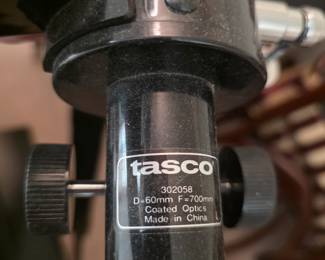 tasco
302058
D=60mm F=700mm
Coated Optics
Made in China